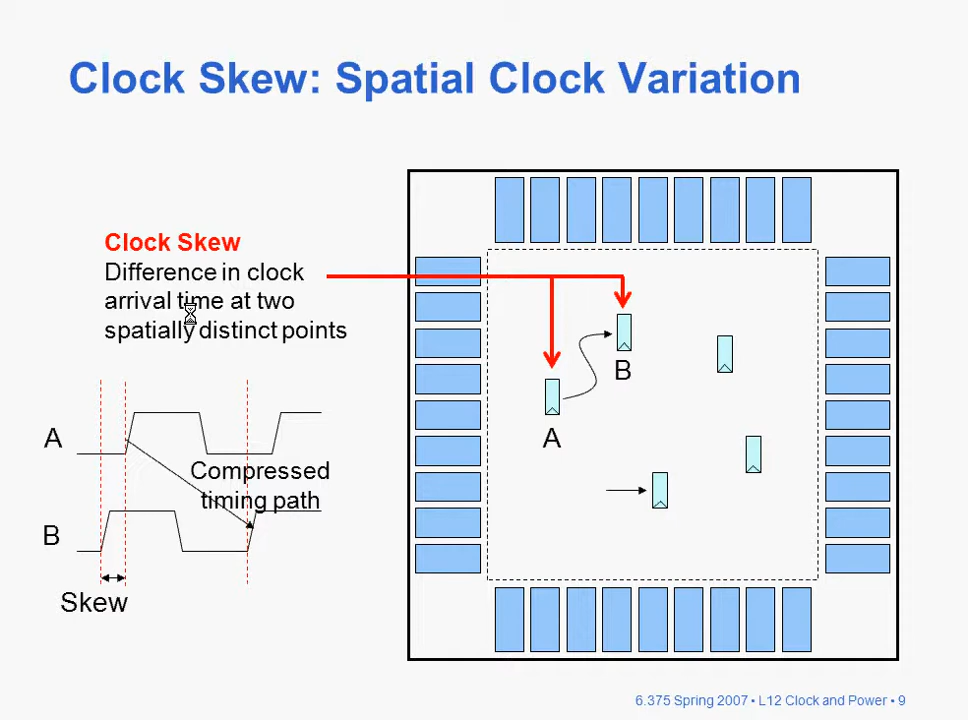 Clock Skew: Spatial Clock Variation
Clock Skew
Difference in clock
arrival time at two
spatially distinct points
B
A
A
Compressed
timing path
B
Skew
6.375 Spring 2007 • L12 Clock and Power • 9